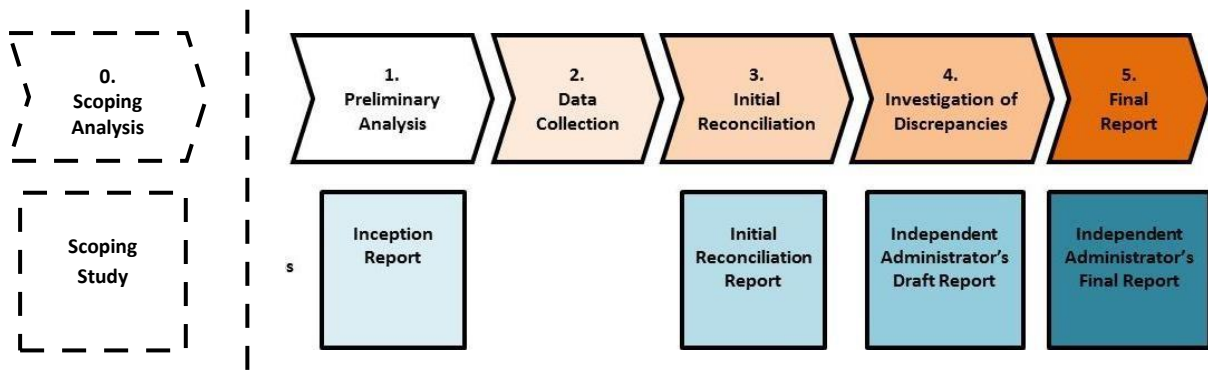 0.
Scoping
Analysis
1.
Preliminary
Analysis
2.
Data
Collection
3.
Initial
Reconciliation
4.
Investigation of
Discrepancies
5.
Final
Report
Scoping
Study
s
Inception
Report
Initial
Reconciliation
Report
Independent
Administrator's
Draft Report
Independent
Administrator's
Final Report